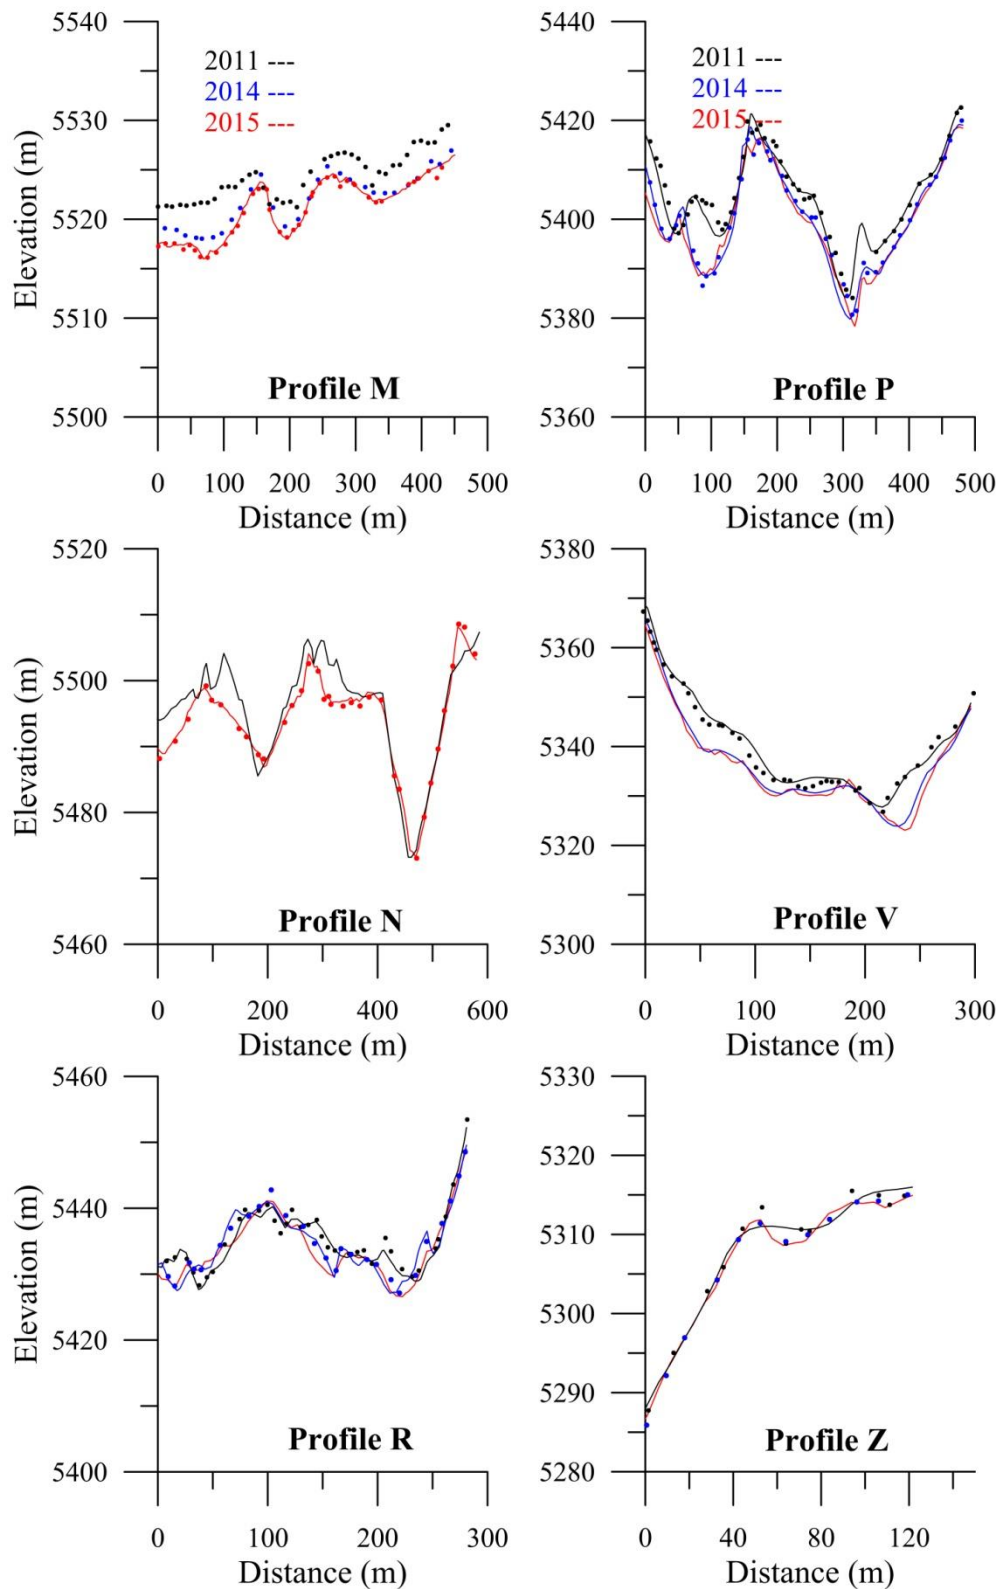 5540
5530
5520
5510
5500
Elevation (m)
2011 ---
2014 ---
2015 ---
Profile M
0 100 200 300 400 500
Distance (m)
5440
5420
5400
5380
5360
2011 ---
2014 ---
2015 ---
Profile P
0 100 200 300 400 500
Distance (m)
5520
5500
5480
5460
Elevation (m)
Profile N
0 200 400 600
Distance (m)
5380
5360
5340
5320
5300
Profile V
0 100 200 300
Distance (m)
5460
5440
5420
5400
Elevation (m)
Profile R
0 100 200 300
Distance (m)
5330
5320
5310
5300
5290
5280
Profile Z
0 40 80 120
Distance (m)